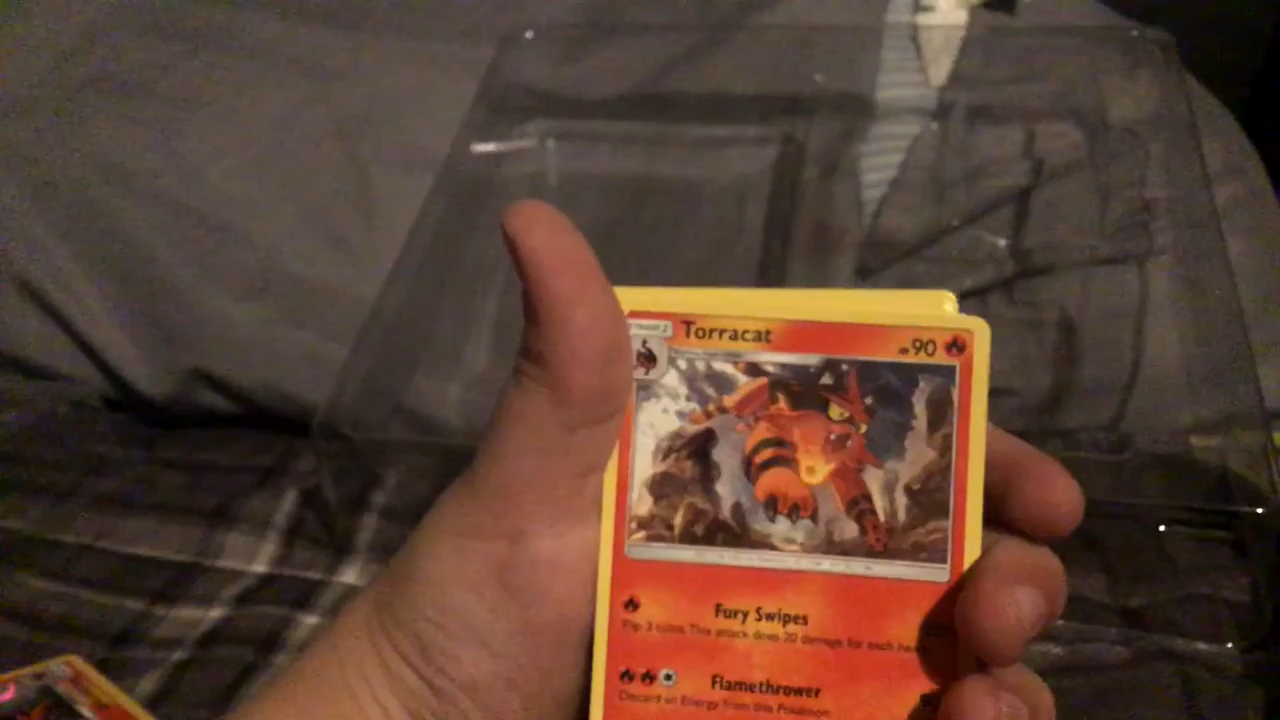 Torracat
90
Fury Swipes
Flip 3 coins. This attack does 20 damage for each
Flamethrower
Discard an Energy from this Pokémon.